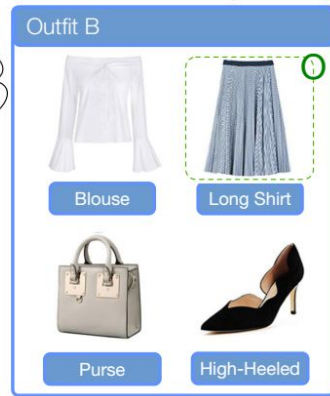 Outfit B
O
Blouse
Long Shirt
Purse
High-Heeled